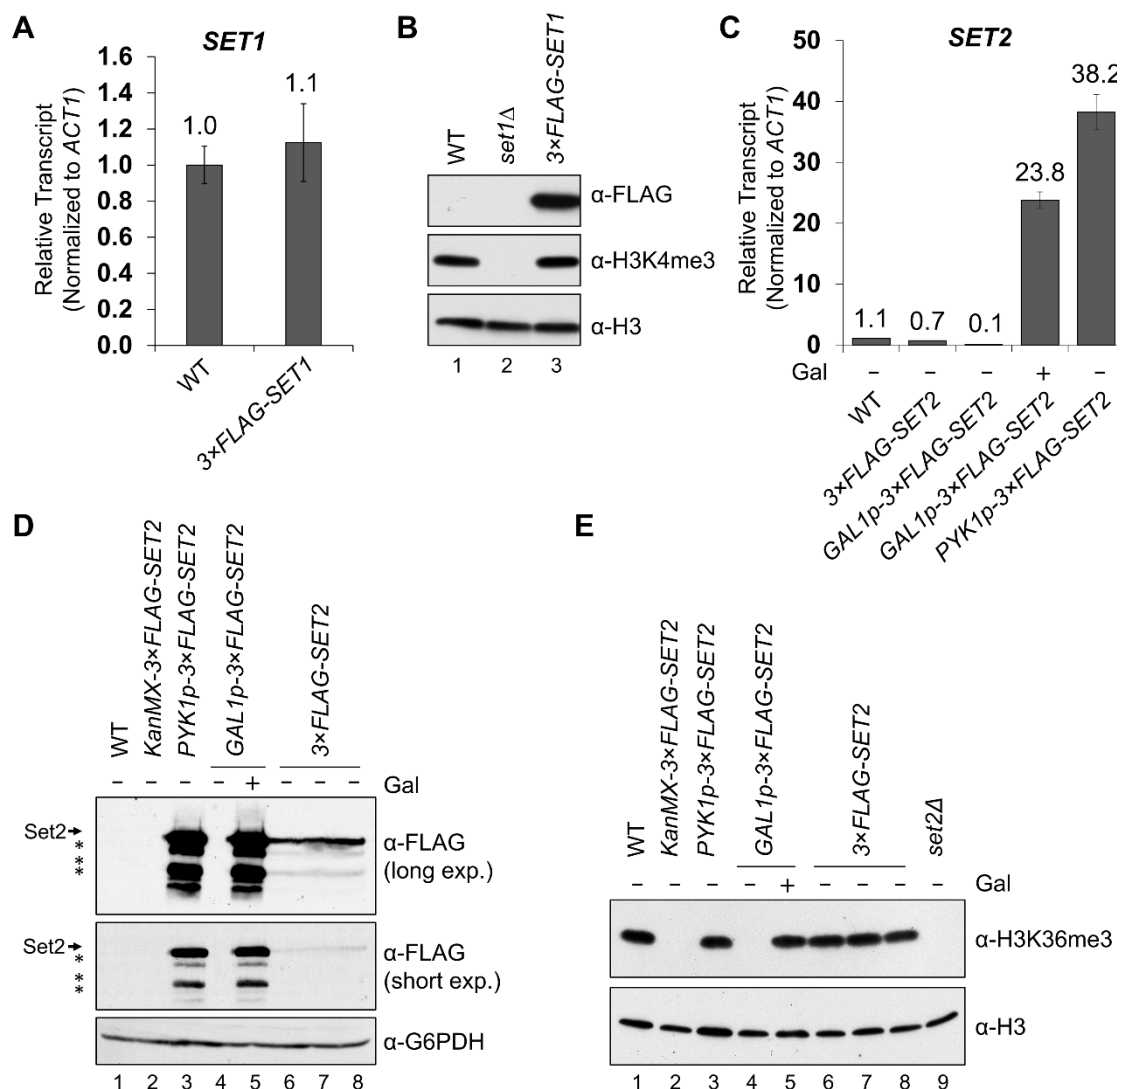 A
SET1
Relative Transcript
(Normalized to ACT1)
1.6
1.4
1.2
1.0
0.8
0.6
0.4
0.2
0.0
1.0
1.1
WT
3×FLAG-SET1
B
WT
set1Δ
3×FLAG-SET1
α-FLAG
α-H3K4me3
α-H3
1 2 3
C
SET2
Relative Transcript
(Normalized to ACT1)
50
40
30
20
10
0
1.1
0.7
0.1
23.8
38.2
Gal – – – + –
WT
3×FLAG-SET2
GAL1p-3×FLAG-SET2
GAL1p-3×FLAG-SET2
PYK1p-3×FLAG-SET2
D
WT
KanMX-3×FLAG-SET2
PYK1p-3×FLAG-SET2
GAL1p-3×FLAG-SET2
3×FLAG-SET2
– – – – + – – – Gal
Set2
*
*
*
*
α-FLAG
(long exp.)
Set2
*
*
*
α-FLAG
(short exp.)
α-G6PDH
1 2 3 4 5 6 7 8
E
WT
KanMX-3×FLAG-SET2
PYK1p-3×FLAG-SET2
GAL1p-3×FLAG-SET2
3×FLAG-SET2
set2Δ
– – – – + – – – – Gal
α-H3K36me3
α-H3
1 2 3 4 5 6 7 8 9